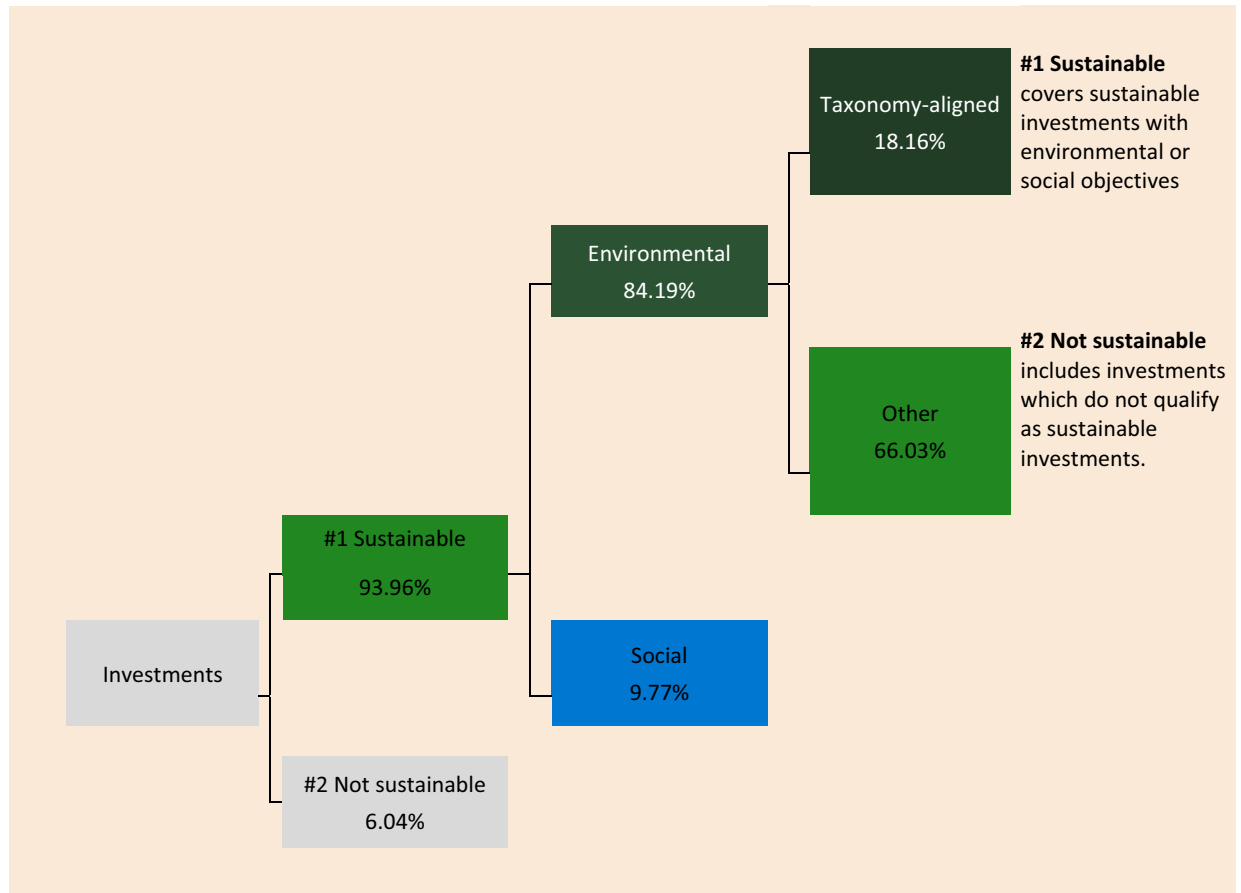 Taxonomy-aligned
18.16%
#1 Sustainable
covers sustainable
investments with
environmental or
social objectives
Environmental
84.19%
Other
66.03%
#2 Not sustainable
includes investments
which do not qualify
as sustainable
investments.
#1 Sustainable
93.96%
Investments
Social
9.77%
#2 Not sustainable
6.04%